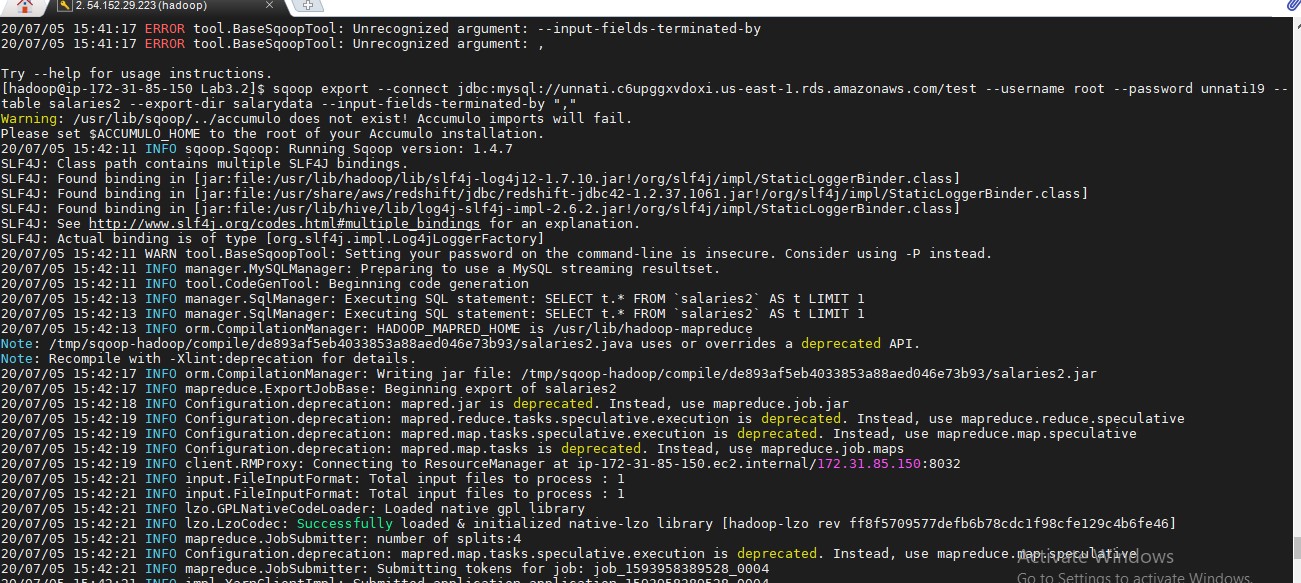 2. 54.152.29.223 (hadoop)
20/07/05 15:41:17 ERROR tool.BaseSqoopTool: Unrecognized argument: --input-fields-terminated-by
20/07/05 15:41:17 ERROR tool.BaseSqoopTool: Unrecognized argument: ,
Try --help for usage instructions.
[hadoop@ip-172-31-85-150 Lab3.2]$ sqoop export --connect jdbc:mysql://unnati.c6upggxvdoxi.us-east-1.rds.amazonaws.com/test --username root --password unnati19 --
table salaries2 --export-dir salarydata --input-fields-terminated-by ","
Warning: /usr/lib/sqoop/../accumulo does not exist! Accumulo imports will fail.
Please set $ACCUMULO_HOME to the root of your Accumulo installation.
20/07/05 15:42:11 INFO sqoop.Sqoop: Running Sqoop version: 1.4.7
SLF4J: Class path contains multiple SLF4J bindings.
SLF4J: Found binding in [jar:file:/usr/lib/hadoop/lib/slf4j-log4j12-1.7.10.jar!/org/slf4j/impl/StaticLoggerBinder.class]
SLF4J: Found binding in [jar:file:/usr/share/aws/redshift/jdbc/redshift-jdbc42-1.2.37.1061.jar!/org/slf4j/impl/StaticLoggerBinder.class]
SLF4J: Found binding in [jar:file:/usr/lib/hive/lib/log4j-slf4j-impl-2.6.2.jar!/org/slf4j/impl/StaticLoggerBinder.class]
SLF4J: See http://www.slf4j.org/codes.html#multiple_bindings for an explanation.
SLF4J: Actual binding is of type [org.slf4j.impl.Log4jLoggerFactory]
20/07/05 15:42:11 WARN tool.BaseSqoopTool: Setting your password on the command-line is insecure. Consider using -P instead.
20/07/05 15:42:11 INFO manager.MySQLManager: Preparing to use a MySQL streaming resultset.
20/07/05 15:42:11 INFO tool.CodeGenTool: Beginning code generation
20/07/05 15:42:13 INFO manager.SqlManager: Executing SQL statement: SELECT t.* FROM `salaries2` AS t LIMIT 1
20/07/05 15:42:13 INFO manager.SqlManager: Executing SQL statement: SELECT t.* FROM `salaries2` AS t LIMIT 1
20/07/05 15:42:13 INFO orm.CompilationManager: HADOOP_MAPRED_HOME is /usr/lib/hadoop-mapreduce
Note: /tmp/sqoop-hadoop/compile/de893af5eb4033853a88aed046e73b93/salaries2.java uses or overrides a deprecated API.
Note: Recompile with -Xlint:deprecation for details.
20/07/05 15:42:17 INFO orm.CompilationManager: Writing jar file: /tmp/sqoop-hadoop/compile/de893af5eb4033853a88aed046e73b93/salaries2.jar
20/07/05 15:42:17 INFO mapreduce.ExportJobBase: Beginning export of salaries2
20/07/05 15:42:18 INFO Configuration.deprecation: mapred.jar is deprecated. Instead, use mapreduce.job.jar
20/07/05 15:42:19 INFO Configuration.deprecation: mapred.reduce.tasks.speculative.execution is deprecated. Instead, use mapreduce.reduce.speculative
20/07/05 15:42:19 INFO Configuration.deprecation: mapred.map.tasks.speculative.execution is deprecated. Instead, use mapreduce.map.speculative
20/07/05 15:42:19 INFO Configuration.deprecation: mapred.map.tasks is deprecated. Instead, use mapreduce.job.maps
20/07/05 15:42:19 INFO client.RMProxy: Connecting to ResourceManager at ip-172-31-85-150.ec2.internal/172.31.85.150:8032
20/07/05 15:42:21 INFO input.FileInputFormat: Total input files to process : 1
20/07/05 15:42:21 INFO input.FileInputFormat: Total input files to process : 1
20/07/05 15:42:21 INFO lzo.GPLNativeCodeLoader: Loaded native gpl library
20/07/05 15:42:21 INFO lzo.LzoCodec: Successfully loaded & initialized native-lzo library [hadoop-lzo rev ff8f5709577defb6b78cdc1f98cfe129c4b6fe46]
20/07/05 15:42:21 INFO mapreduce.JobSubmitter: number of splits:4
20/07/05 15:42:21 INFO Configuration.deprecation: mapred.map.tasks.speculative.execution is deprecated. Instead, use mapreduce.map.speculative
Activate Windows
20/07/05 15:42:21 INFO mapreduce.JobSubmitter: Submitting tokens for job: job_1593958389528_0004
Go to Settings to activate Windows.
20/07/05 15:42:21 INFO impl.YarnClientImpl: Submitted application application_1593958389528_0004